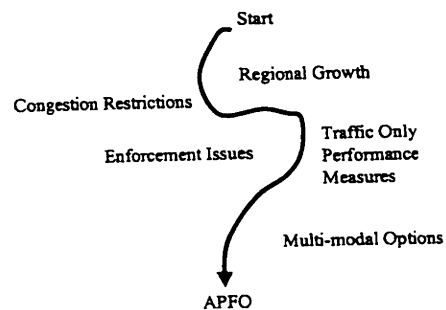 Start
Regional Growth
Congestion Restrictions
Traffic Only
Performance
Measures
Enforcement Issues
Multi-modal Options
APFO